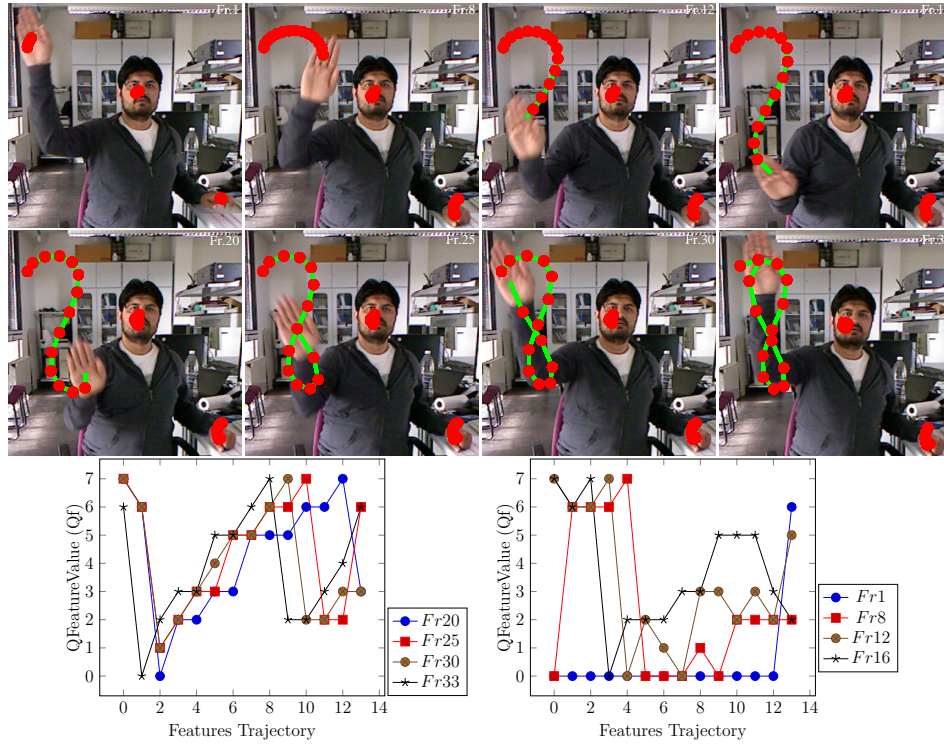 Fr.1
Fr.8
Fr.12
Fr.20
Fr.25
Fr.30
7
6
5
4
3
2
1
0
QFeatureValue (Qf)
0 2 4 6 8 10 12 14
Features Trajectory
Fr20
Fr25
Fr30
Fr33
7
6
5
4
3
2
1
0
QFeatureValue (Qf)
0 2 4 6 8 10 12 14
Features Trajectory
Fr1
Fr8
Fr12
Fr16